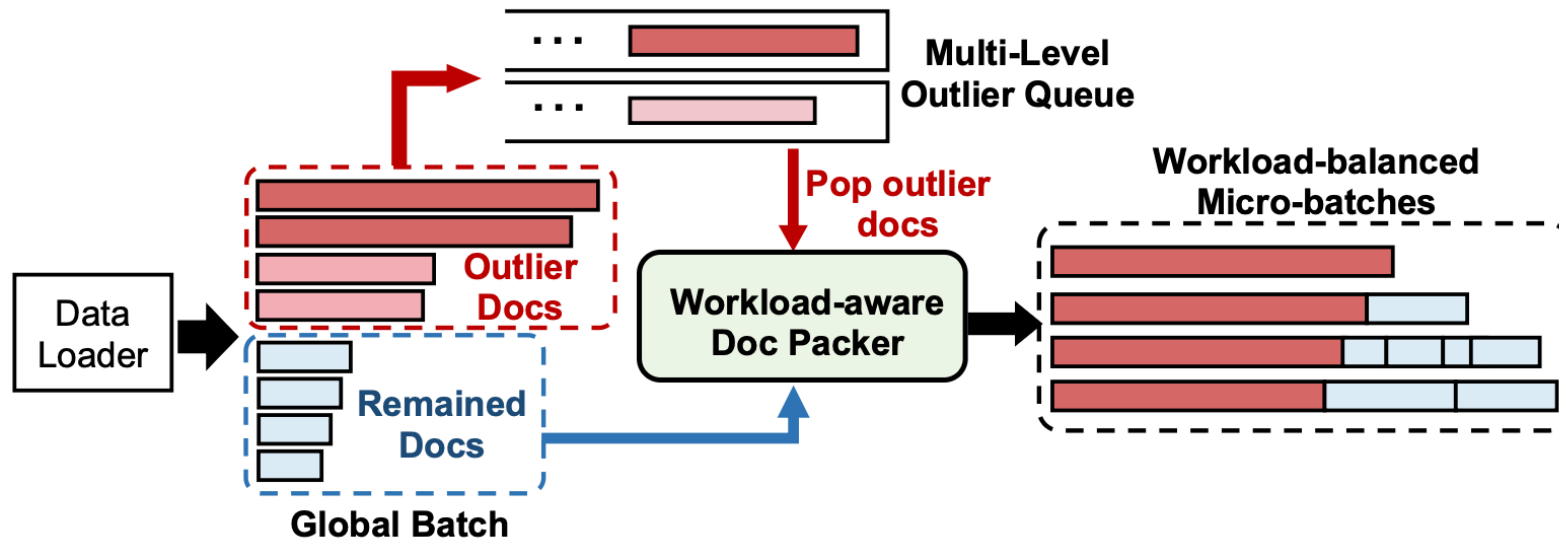 Data
Loader
Outlier
Docs
Remained
Docs
Global Batch
. . .
. . .
Multi-Level
Outlier Queue
Pop outlier
docs
Workload-aware
Doc Packer
Workload-balanced
Micro-batches